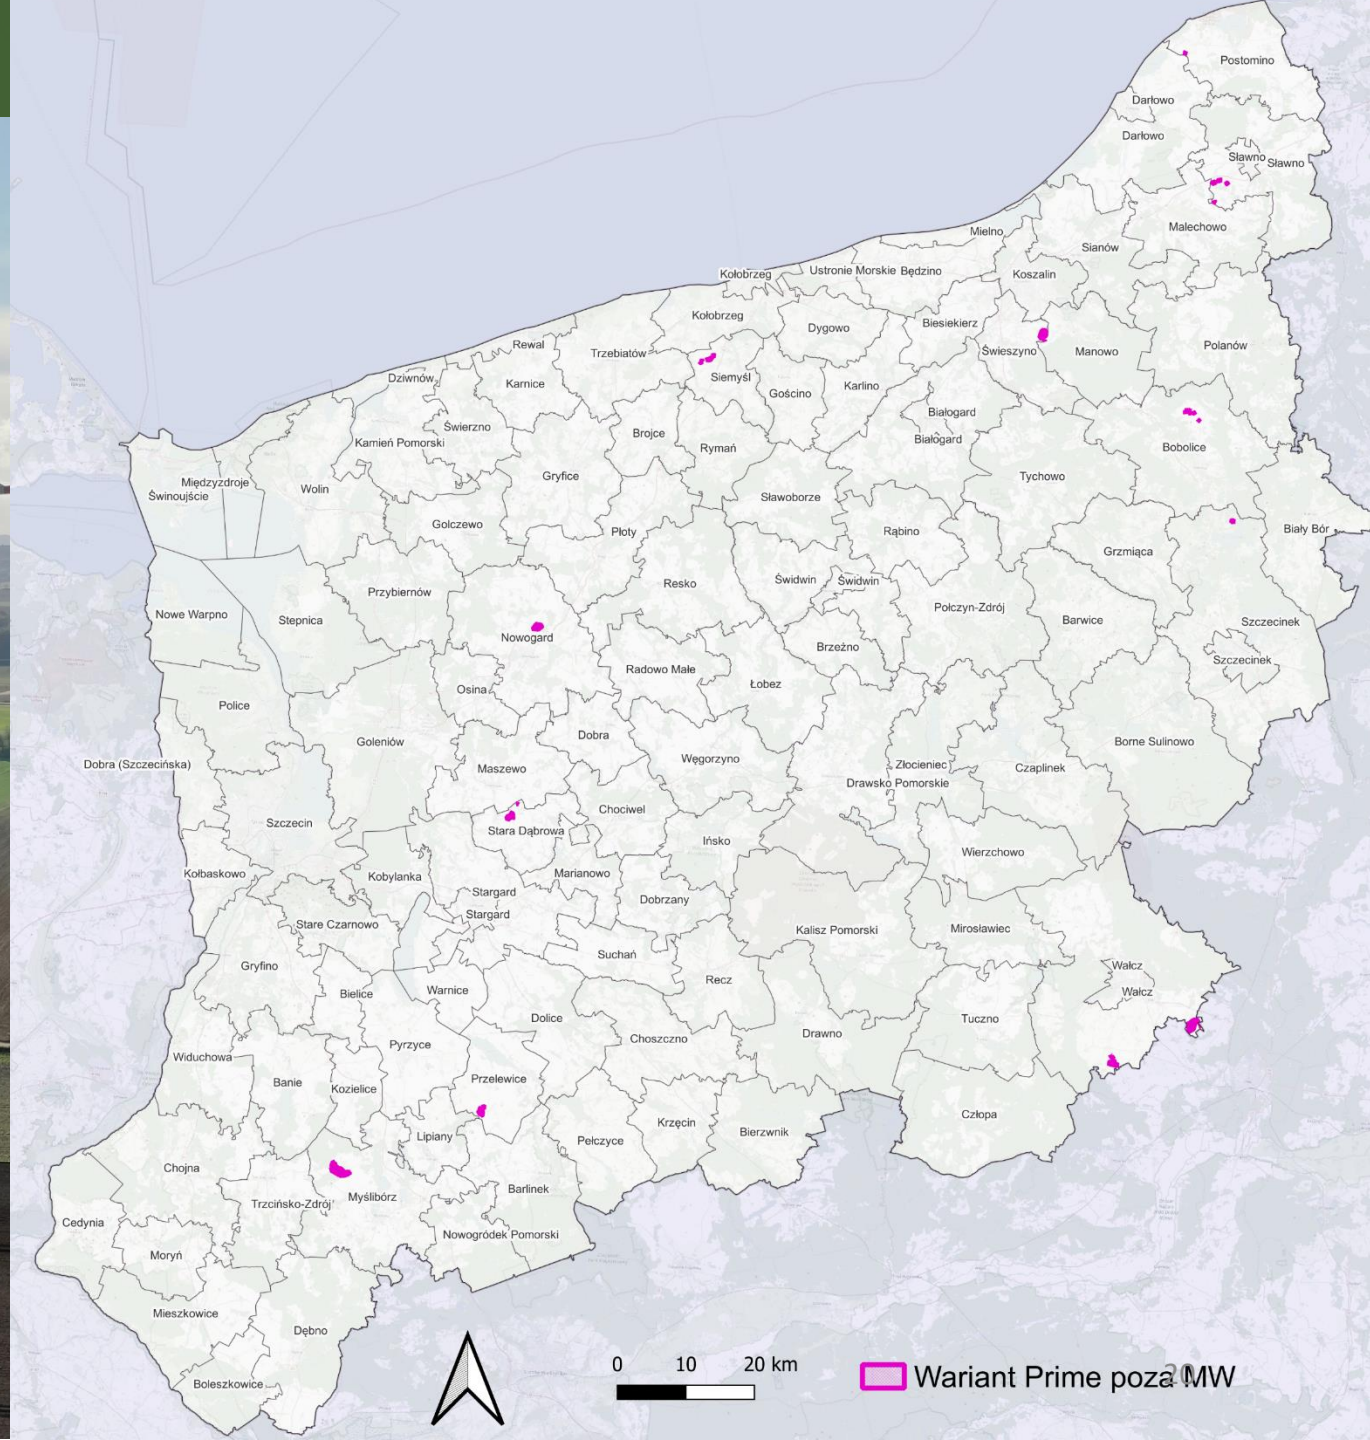 Postomino
Darłowo
Darłowo
Sławno
Sławno
Malechowo
Mielno
Sianów
Kołobrzeg
Ustronie Morskie
Będzino
Koszalin
Kołobrzeg
Dygowo
Biesiekierz
Rewal
Trzebiatów
Świeszyno
Manowo
Polanów
Dziwnów
Karnice
Siemyśl
Gościno
Karlino
Białogard
Świerzno
Brojce
Białogard
Kamień Pomorski
Rymań
Bobolice
Gryfice
Tychowo
Międzyzdroje
Wolin
Świnoujście
Sławoborze
Golczewo
Płoty
Rąbino
Biały Bór
Grzmiąca
Resko
Świdwin
Świdwin
Przybiernów
Połczyn-Zdrój
Nowe Warpno
Stepnica
Barwice
Szczecinek
Nowogard
Brzeżno
Szczecinek
Radowo Małe
Łobez
Osina
Police
Dobra
Goleniów
Borne Sulinowo
Węgorzyno
Dobra (Szczecińska)
Złocieniec
Czaplinek
Maszewo
Drawsko Pomorskie
Chociwel
Szczecin
Stara Dąbrowa
Ińsko
Wierzchowo
Kołbaskowo
Kobylanka
Marianowo
Stargard
Dobrzany
Stargard
Stare Czarnowo
Kalisz Pomorski
Mirosławiec
Suchań
Gryfino
Wałcz
Recz
Bielice
Warnice
Wałcz
Dolice
Tuczno
Drawno
Choszczno
Pyrzyce
Widuchowa
Banie
Kozielice
Przelewice
Człopa
Krzęcin
Bierzwnik
Lipiany
Pełczyce
Chojna
Barlinek
Myślibórz
Trzcińsko-Zdrój
Cedynia
Nowogródek Pomorski
Moryń
Mieszkowice
Dębno
Boleszkowice
0 10 20 km
Wariant Prime poza MW
20